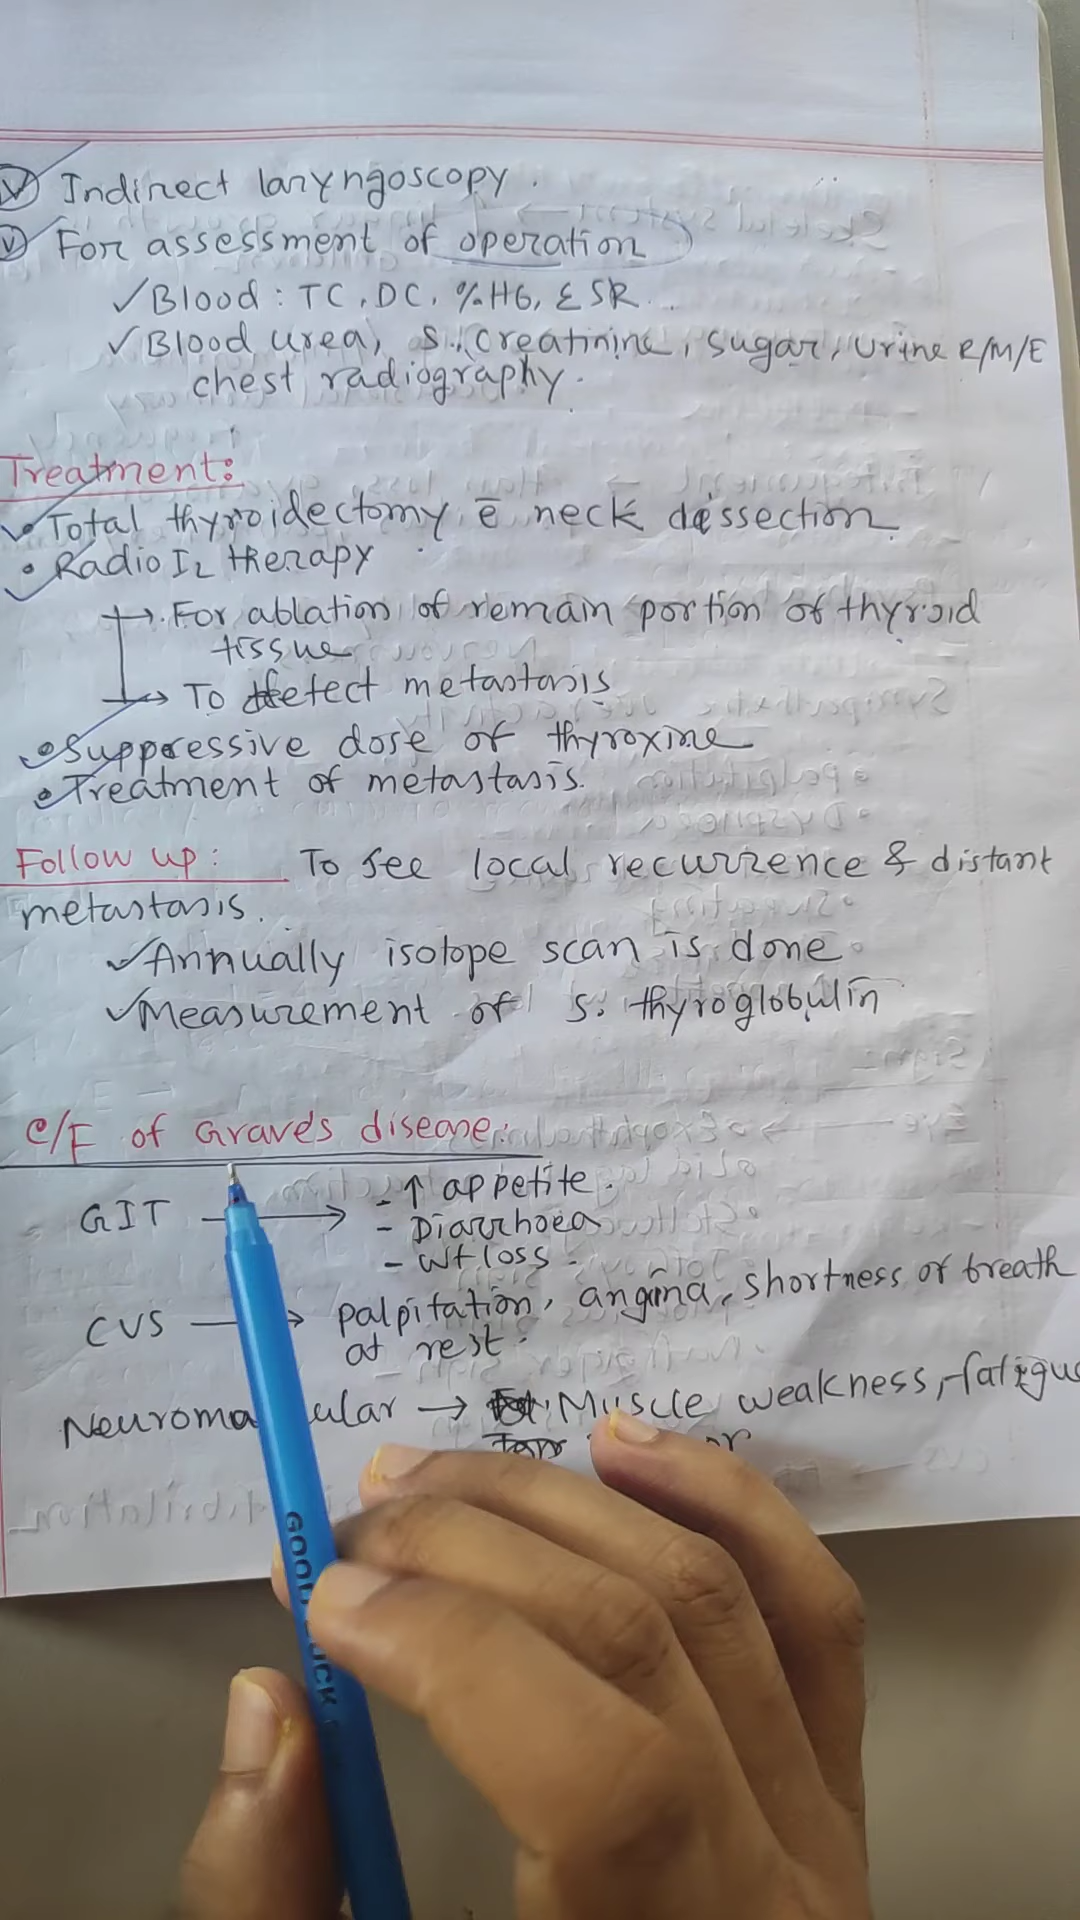 V Indirect laryngoscopy.
V For assessment of operation
✓ Blood: TC, DC, % HG, ESR.
✓ Blood urea, S. Creatinine, sugar, urine R/M/E
chest radiography.
Treatment:
• Total thyroidectomy c̄ neck dissection
• Radio I2 therapy
→ For ablation of remain portion of thyroid
tissue
→ To detect metastasis
• Suppressive dose of thyroxine
• Treatment of metastasis.
Follow up: To see local recurrence & distant
metastasis.
✓ Annually isotope scan is done
✓ Measurement of S. thyroglobulin
C/F of Graves disease:
GIT → - ↑ appetite.
- Diarrhoea
- wt loss.
CVS → palpitation, angina, shortness of breath
at rest.
→ Muscle weakness, fatigue
GOOD LUCK